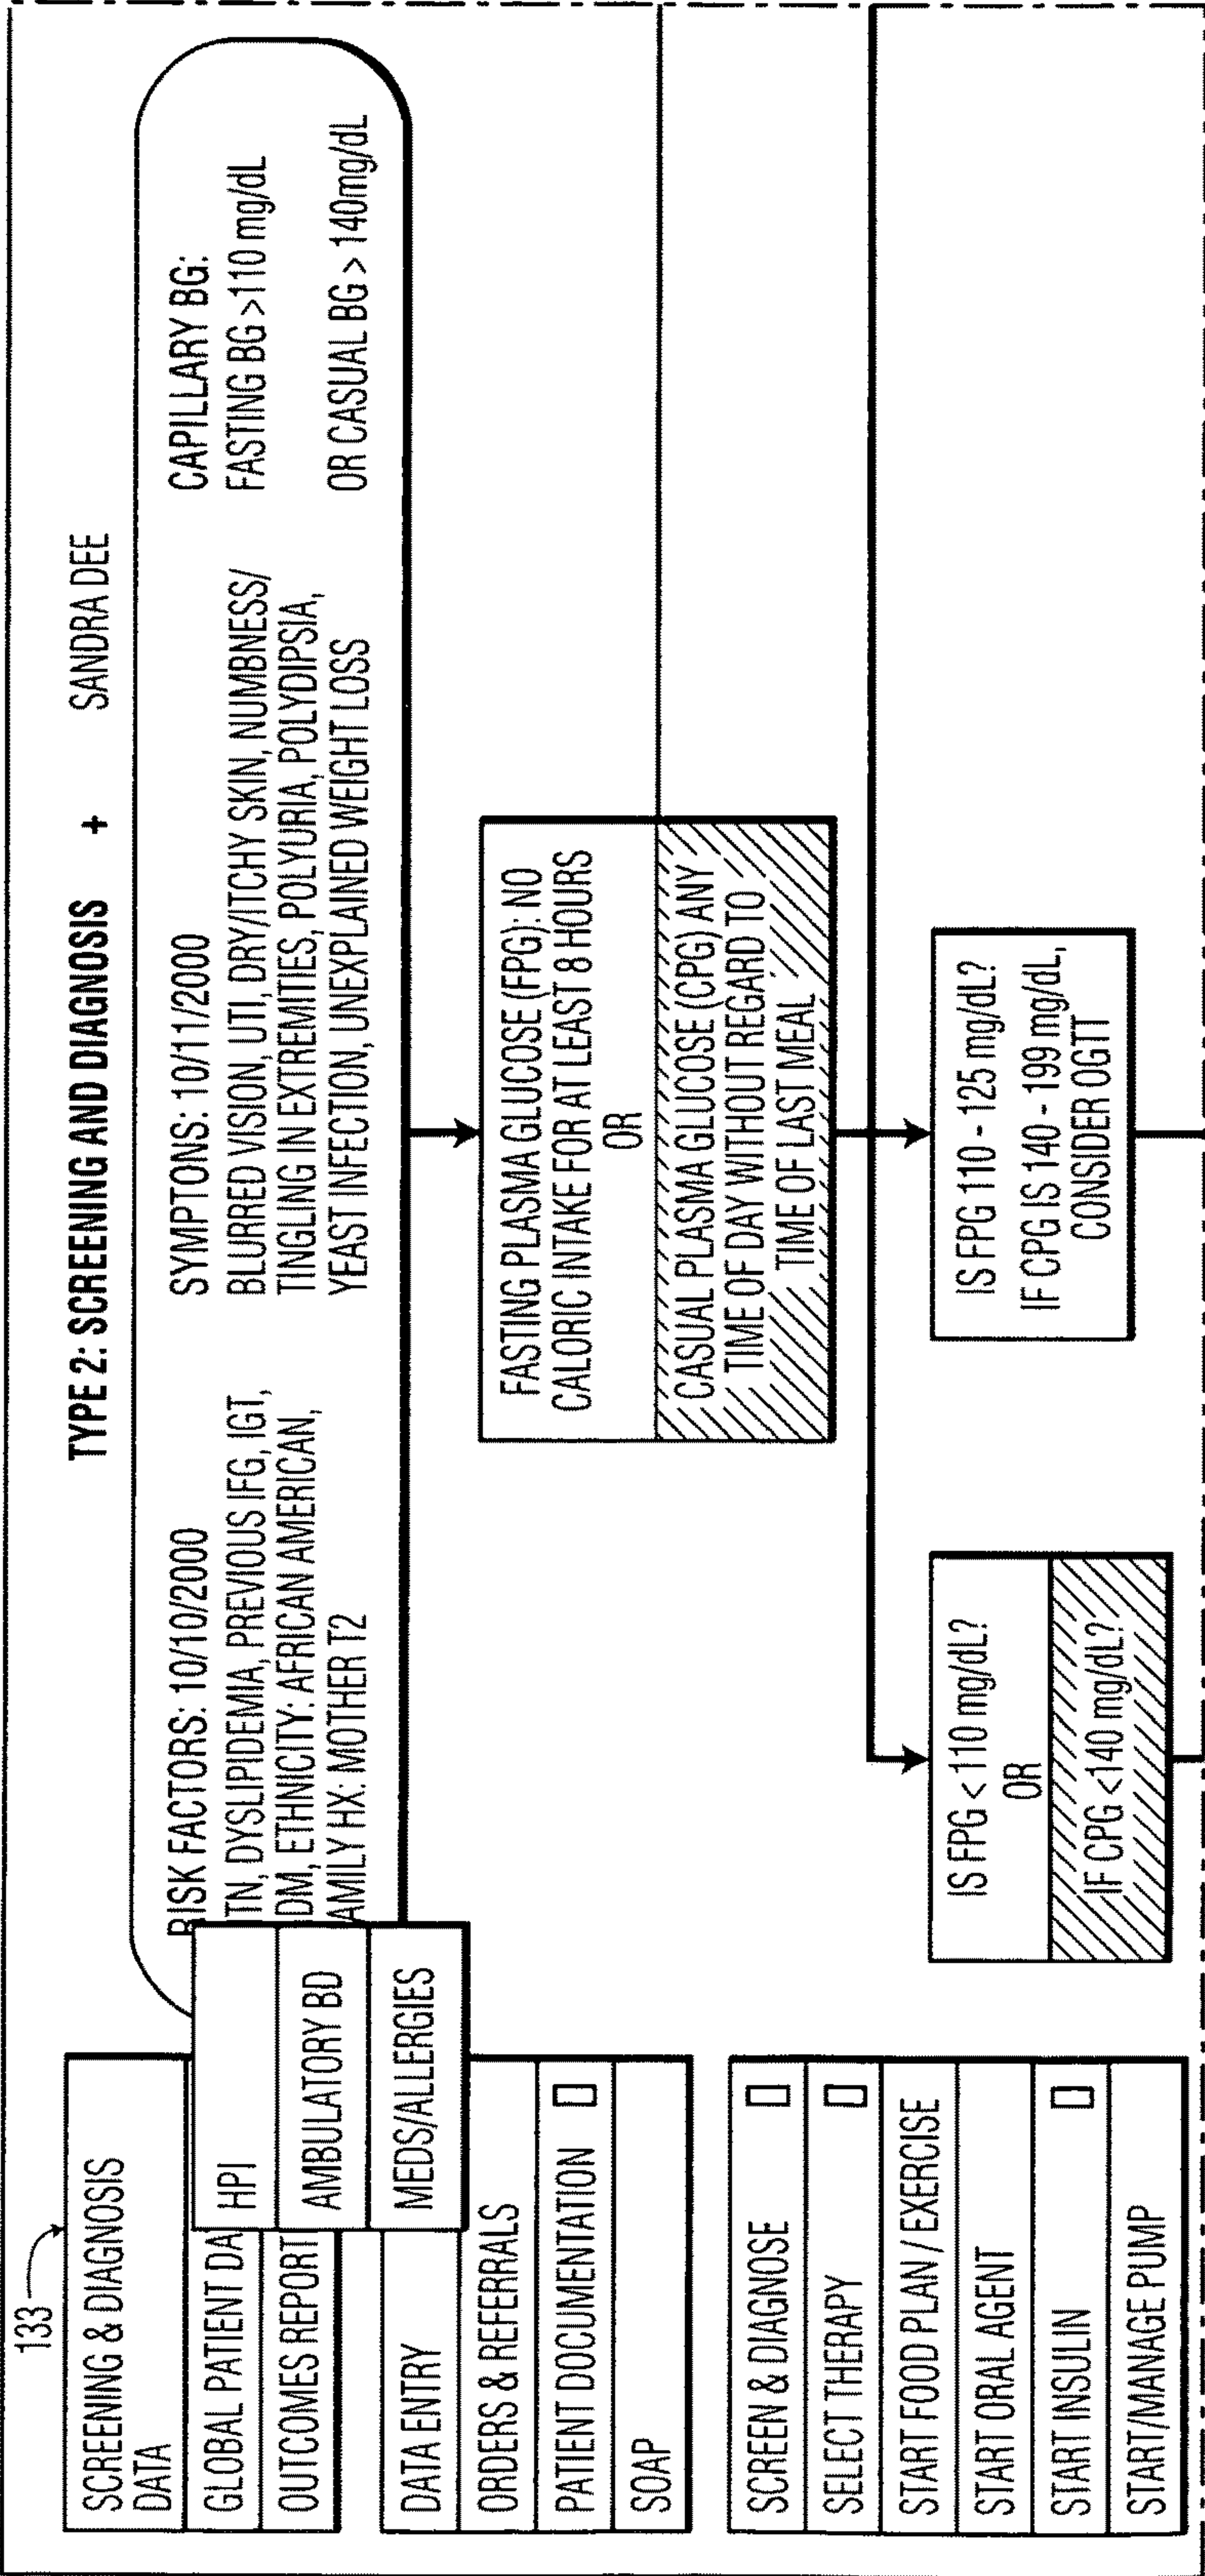 133
TYPE 2: SCREENING AND DIAGNOSIS + SANDRA DEE
SCREENING & DIAGNOSIS
DATA
GLOBAL PATIENT DA
OUTCOMES REPORT
HPI
AMBULATORY BD
MEDS/ALLERGIES
DATA ENTRY
ORDERS & REFERRALS
PATIENT DOCUMENTATION
SOAP
SCREEN & DIAGNOSE
SELECT THERAPY
START FOOD PLAN / EXERCISE
START ORAL AGENT
START INSULIN
START/MANAGE PUMP
RISK FACTORS: 10/10/2000
TN, DYSLIPIDEMIA, PREVIOUS IFG, IGT,
DM, ETHNICITY: AFRICAN AMERICAN,
AMILY HX: MOTHER T2
SYMPTONS: 10/11/2000
BLURRED VISION, UTI, DRY/ITCHY SKIN, NUMBNESS/
TINGLING IN EXTREMITIES, POLYURIA, POLYDIPSIA,
YEAST INFECTION, UNEXPLAINED WEIGHT LOSS
CAPILLARY BG:
FASTING BG >110 mg/dL
OR CASUAL BG > 140mg/dL
FASTING PLASMA GLUCOSE (FPG): NO
CALORIC INTAKE FOR AT LEAST 8 HOURS
OR
CASUAL PLASMA GLUCOSE (CPG) ANY
TIME OF DAY WITHOUT REGARD TO
TIME OF LAST MEAL
IS FPG <110 mg/dL?
OR
IF CPG <140 mg/dL?
IS FPG 110 - 125 mg/dL?
IF CPG IS 140 - 199 mg/dL,
CONSIDER OGTT